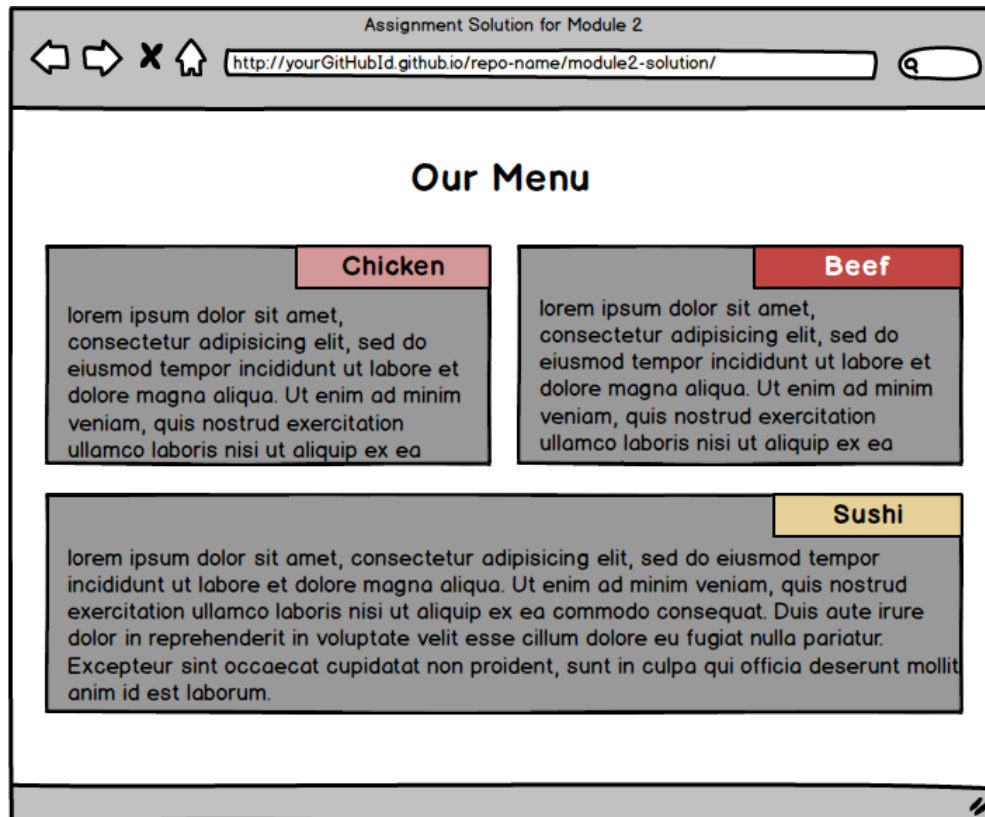 Assignment Solution for Module 2
http://yourGitHubId.github.io/repo-name/module2-solution/
Our Menu
Chicken
lorem ipsum dolor sit amet,
consectetur adipisicing elit, sed do
eiusmod tempor incididunt ut labore et
dolore magna aliqua. Ut enim ad minim
veniam, quis nostrud exercitation
ullamco laboris nisi ut aliquip ex ea
Beef
lorem ipsum dolor sit amet,
consectetur adipisicing elit, sed do
eiusmod tempor incididunt ut labore et
dolore magna aliqua. Ut enim ad minim
veniam, quis nostrud exercitation
ullamco laboris nisi ut aliquip ex ea
Sushi
lorem ipsum dolor sit amet, consectetur adipisicing elit, sed do eiusmod tempor
incididunt ut labore et dolore magna aliqua. Ut enim ad minim veniam, quis nostrud
exercitation ullamco laboris nisi ut aliquip ex ea commodo consequat. Duis aute irure
dolor in reprehenderit in voluptate velit esse cillum dolore eu fugiat nulla pariatur.
Excepteur sint occaecat cupidatat non proident, sunt in culpa qui officia deserunt mollit
anim id est laborum.